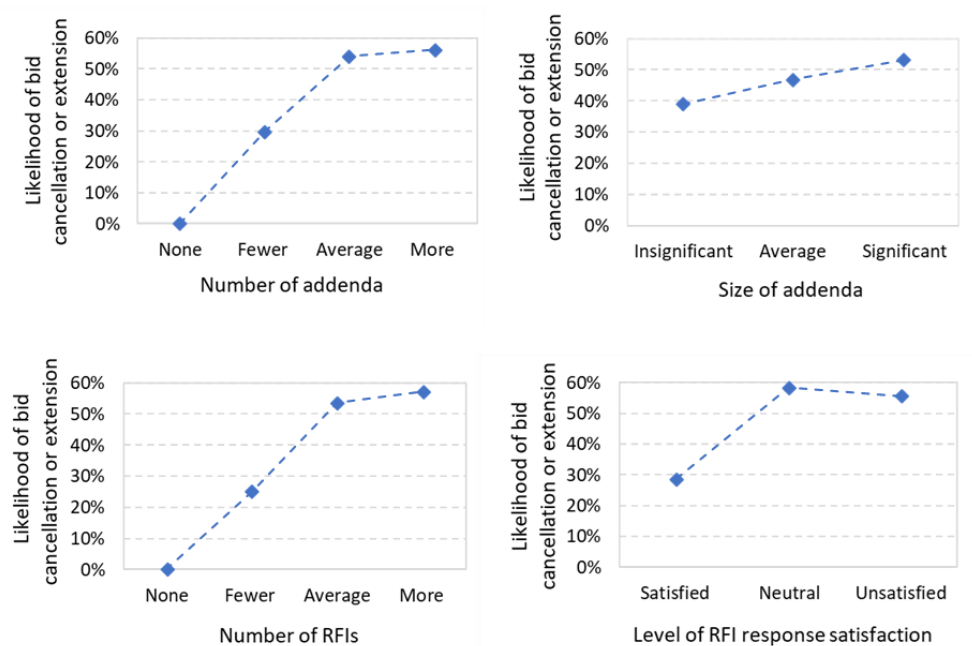 Likelihood of bid
cancellation or extension
60%
50%
40%
30%
20%
10%
0%
None Fewer Average More
Number of addenda
Likelihood of bid
cancellation or extension
60%
50%
40%
30%
20%
10%
0%
Insignificant Average Significant
Size of addenda
Likelihood of bid
cancellation or extension
60%
50%
40%
30%
20%
10%
0%
None Fewer Average More
Number of RFIs
Likelihood of bid
cancellation or extension
60%
50%
40%
30%
20%
10%
0%
Satisfied Neutral Unsatisfied
Level of RFI response satisfaction